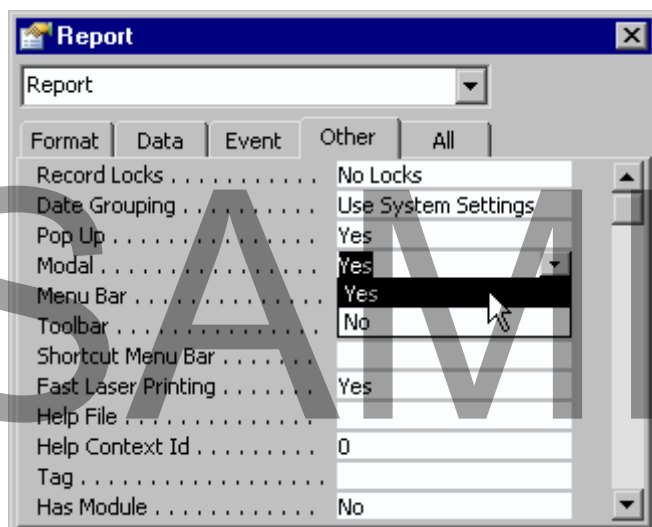 Report
Report
Format Data Event Other All
Record Locks . . . . . . . . . . . . No Locks
Date Grouping . . . . . . . . . . . Use System Settings
Pop Up . . . . . . . . . . . . . . . . Yes
Modal . . . . . . . . . . . . . . . . . Yes
Menu Bar . . . . . . . . . . . . . . Yes
Toolbar . . . . . . . . . . . . . . . . No
Shortcut Menu Bar . . . . . . .
Fast Laser Printing . . . . . . . Yes
Help File . . . . . . . . . . . . . . .
Help Context Id . . . . . . . . . 0
Tag . . . . . . . . . . . . . . . . . . .
Has Module . . . . . . . . . . . . . No
SAM